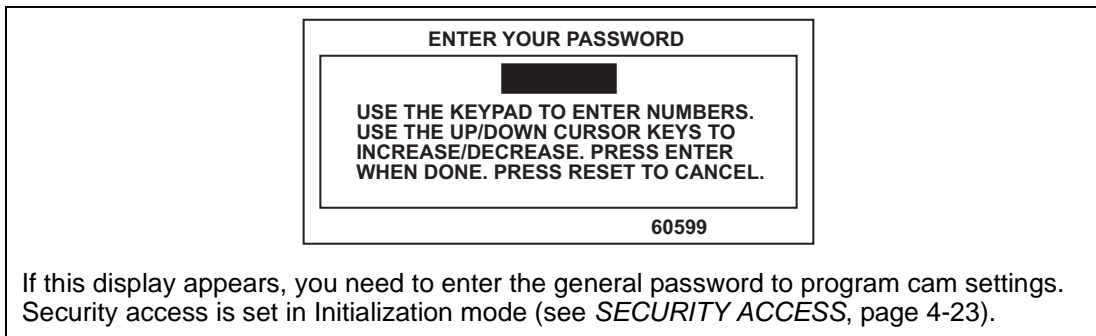 ENTER YOUR PASSWORD
USE THE KEYPAD TO ENTER NUMBERS.
USE THE UP/DOWN CURSOR KEYS TO
INCREASE/DECREASE. PRESS ENTER
WHEN DONE. PRESS RESET TO CANCEL.
60599
If this display appears, you need to enter the general password to program cam settings.
Security access is set in Initialization mode (see SECURITY ACCESS, page 4-23).